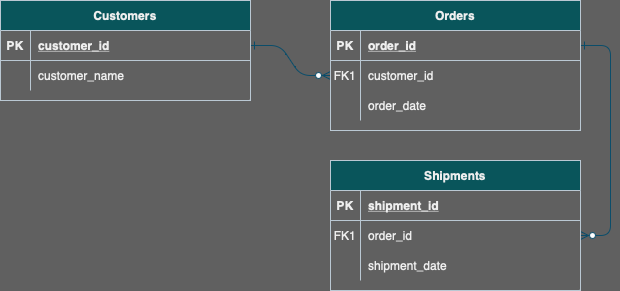 Customers
PK customer_id
customer_name
Orders
PK order_id
FK1 customer_id
order_date
Shipments
PK shipment_id
FK1 order_id
shipment_date